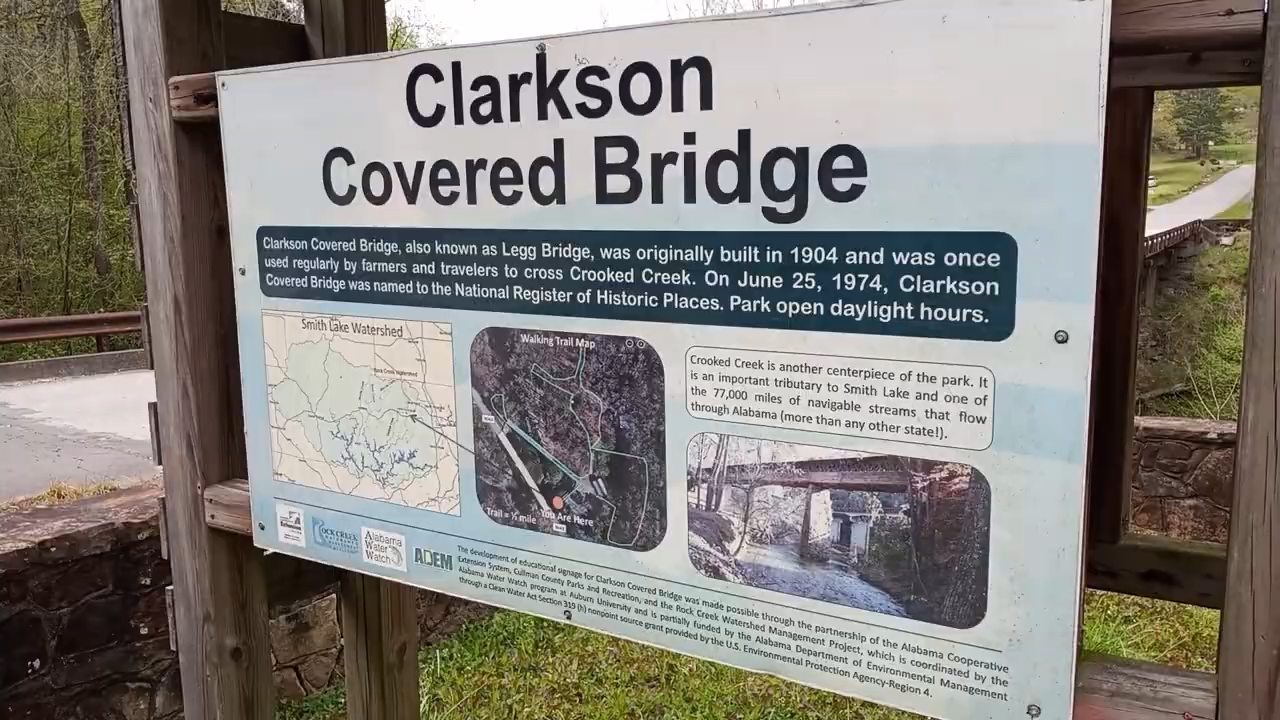 Clarkson
Covered Bridge
Clarkson Covered Bridge, also known as Legg Bridge, was originally built in 1904 and was once
used regularly by farmers and travelers to cross Crooked Creek. On June 25, 1974, Clarkson
Covered Bridge was named to the National Register of Historic Places. Park open daylight hours.
Smith Lake Watershed
Rock Creek Watershed
Walking Trail Map
Trail = ½ mile
You Are Here
Crooked Creek is another centerpiece of the park. It
is an important tributary to Smith Lake and one of
the 77,000 miles of navigable streams that flow
through Alabama (more than any other state!).
ROCK CREEK
Alabama
Water
Watch
ADEM
The development of educational signage for Clarkson Covered Bridge was made possible through the partnership of the Alabama Cooperative
Extension System, Cullman County Parks and Recreation, and the Rock Creek Watershed Management Project, which is coordinated by the
Alabama Water Watch program at Auburn University and is partially funded by the Alabama Department of Environmental Management
through a Clean Water Act Section 319 (h) nonpoint source grant provided by the U.S. Environmental Protection Agency-Region 4.